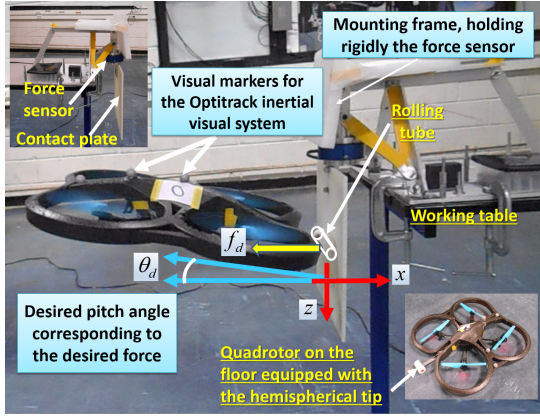 Mounting frame, holding
rigidly the force sensor
Force
sensor
Contact plate
Visual markers for
the Optitrack inertial
visual system
Rolling
tube
Working table
0
f_d
θ_d
x
z
Desired pitch angle
corresponding to
the desired force
Quadrotor on the
floor equipped with
the hemispherical tip